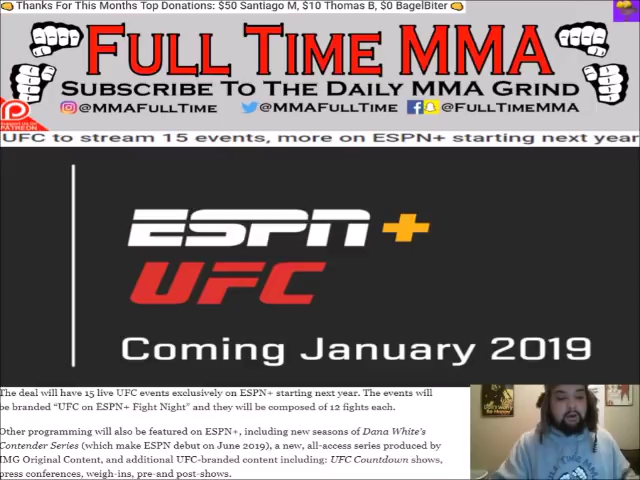 Thanks For This Months Top Donations: $50 Santiago M, $10 Thomas B, $0 BagelBiter
FULL TIME MMA
SUBSCRIBE TO THE DAILY MMA GRIND
@MMAFULLTIME @MMAFULLTIME @FULLTIMEMMA
PATREON
UFC to stream 15 events, more on ESPN+ starting next year
ESPN+
UFC
Coming January 2019
The deal will have 15 live UFC events exclusively on ESPN+ starting next year. The events will
be branded "UFC on ESPN+ Fight Night" and they will be composed of 12 fights each.
Other programming will also be featured on ESPN+, including new seasons of Dana White's
Contender Series (which make ESPN debut on June 2019), a new, all-access series produced by
IMG Original Content, and additional UFC-branded content including: UFC Countdown shows,
press conferences, weigh-ins, pre-and post-shows.